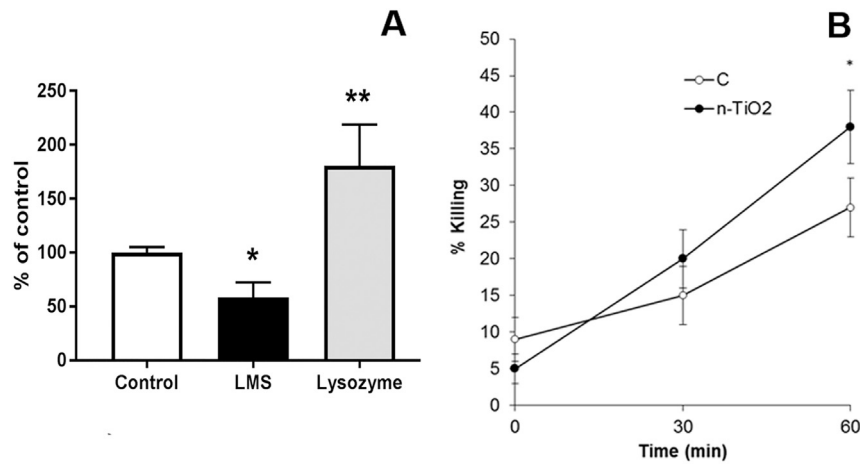 A
% of control
250
200
150
100
50
0
*
**
Control
LMS
Lysozyme
B
% Killing
50
45
40
35
30
25
20
15
10
5
0
C
n-TiO2
*
0
30
60
Time (min)